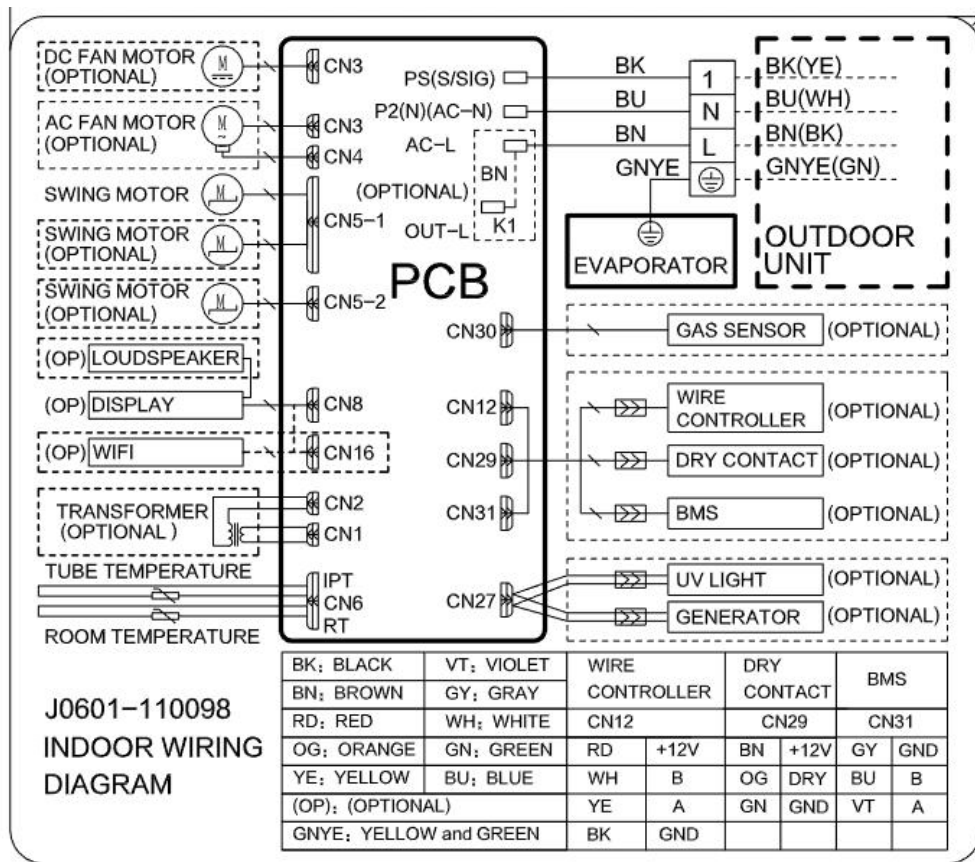 DC FAN MOTOR
(OPTIONAL)
M
CN3
AC FAN MOTOR
(OPTIONAL)
M
~
CN3
CN4
SWING MOTOR
M
SWING MOTOR
(OPTIONAL)
M
CN5-1
SWING MOTOR
(OPTIONAL)
M
CN5-2
(OP) LOUDSPEAKER
(OP) DISPLAY
CN8
(OP) WIFI
CN16
TRANSFORMER
(OPTIONAL )
CN2
CN1
TUBE TEMPERATURE
IPT
CN6
RT
ROOM TEMPERATURE
PS(S/SIG)
P2(N)(AC-N)
AC-L
BN
(OPTIONAL)
OUT-L
K1
PCB
BK
BU
BN
GNYE
1
N
L
BK(YE)
BU(WH)
BN(BK)
GNYE(GN)
EVAPORATOR
OUTDOOR
UNIT
CN30
GAS SENSOR (OPTIONAL)
CN12
WIRE
CONTROLLER (OPTIONAL)
CN29
DRY CONTACT (OPTIONAL)
CN31
BMS (OPTIONAL)
CN27
UV LIGHT (OPTIONAL)
GENERATOR (OPTIONAL)
J0601-110098
INDOOR WIRING
DIAGRAM
BK: BLACK VT: VIOLET
BN: BROWN GY: GRAY
RD: RED WH: WHITE
OG: ORANGE GN: GREEN
YE: YELLOW BU: BLUE
(OP): (OPTIONAL)
GNYE: YELLOW and GREEN
WIRE
CONTROLLER
DRY
CONTACT
BMS
CN12 CN29 CN31
RD +12V BN +12V GY GND
WH B OG DRY BU B
YE A GN GND VT A
BK GND